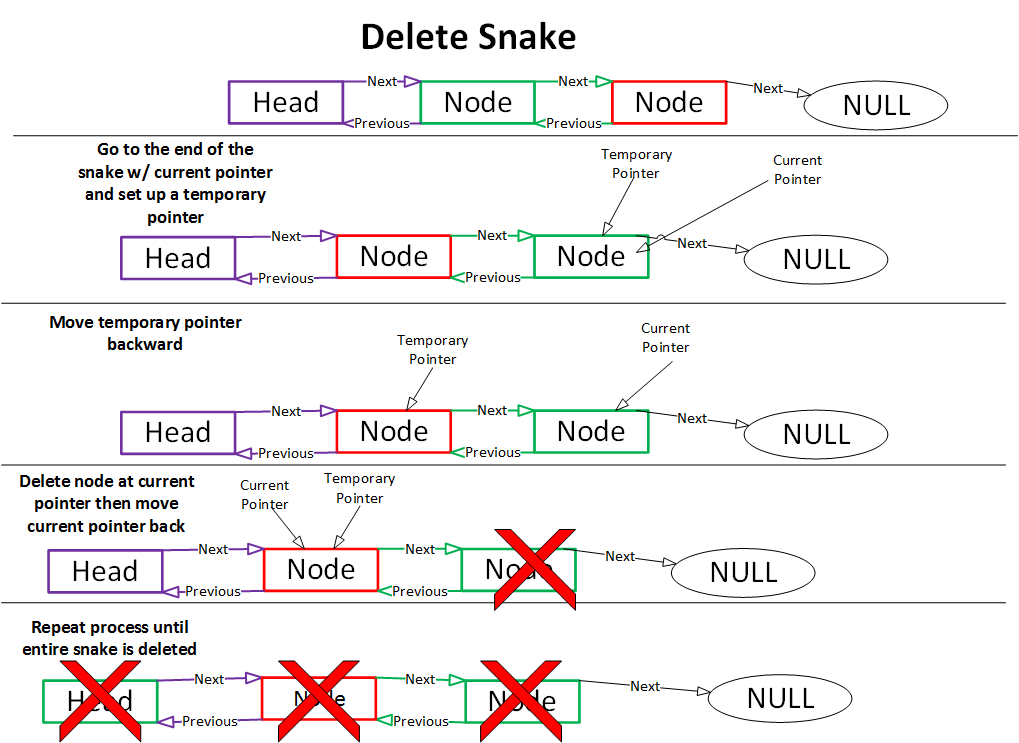 Delete Snake
Head
Next
Previous
Node
Next
Previous
Node
Next
NULL
Go to the end of the
snake w/ current pointer
and set up a temporary
pointer
Temporary
Pointer
Current
Pointer
Head
Next
Previous
Node
Next
Previous
Node
Next
NULL
Move temporary pointer
backward
Temporary
Pointer
Current
Pointer
Head
Next
Previous
Node
Next
Previous
Node
Next
NULL
Delete node at current
pointer then move
current pointer back
Current
Pointer
Temporary
Pointer
Head
Next
Previous
Node
Next
Previous
Node
Next
NULL
Repeat process until
entire snake is deleted
Head
Next
Previous
Node
Next
Previous
Node
Next
NULL